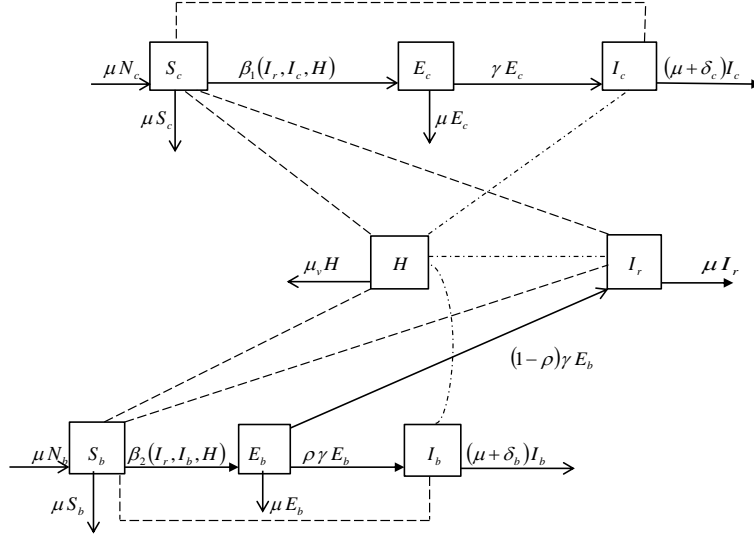 μN_c
S_c
β_1(I_r, I_c, H)
E_c
γE_c
I_c
(μ+δ_c)I_c
μS_c
μE_c
μ_vH
H
I_r
μI_r
(1−ρ)γE_b
μN_b
S_b
β_2(I_r, I_b, H)
E_b
ργE_b
I_b
(μ+δ_b)I_b
μS_b
μE_b